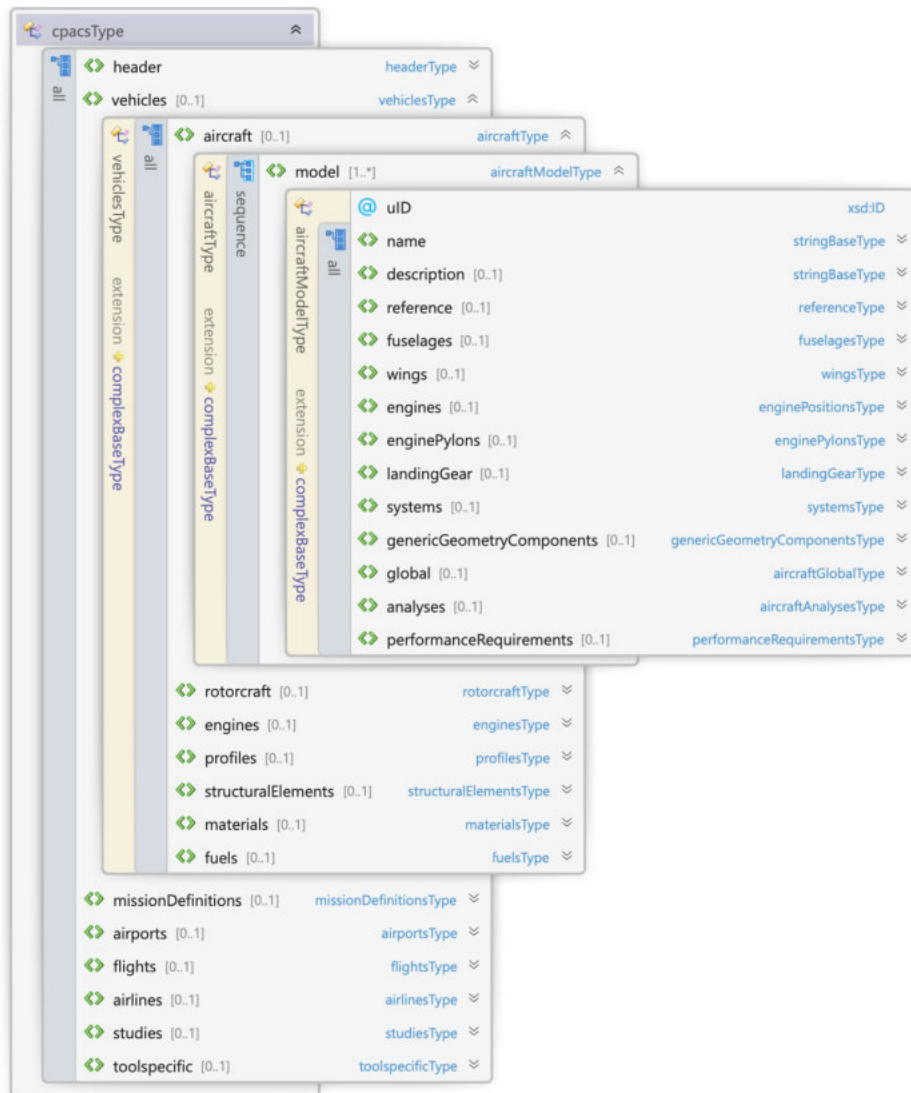 cpacsType
all
header headerType
vehicles [0..1] vehiclesType
vehiclesType extension complexBaseType
all
aircraft [0..1] aircraftType
aircraftType extension complexBaseType
sequence
model [1..*] aircraftModelType
aircraftModelType extension complexBaseType
all
@ uID xsd:ID
name stringBaseType
description [0..1] stringBaseType
reference [0..1] referenceType
fuselages [0..1] fuselagesType
wings [0..1] wingsType
engines [0..1] enginePositionsType
enginePylons [0..1] enginePylonsType
landingGear [0..1] landingGearType
systems [0..1] systemsType
genericGeometryComponents [0..1] genericGeometryComponentsType
global [0..1] aircraftGlobalType
analyses [0..1] aircraftAnalysesType
performanceRequirements [0..1] performanceRequirementsType
rotorcraft [0..1] rotorcraftType
engines [0..1] enginesType
profiles [0..1] profilesType
structuralElements [0..1] structuralElementsType
materials [0..1] materialsType
fuels [0..1] fuelsType
missionDefinitions [0..1] missionDefinitionsType
airports [0..1] airportsType
flights [0..1] flightsType
airlines [0..1] airlinesType
studies [0..1] studiesType
toolspecific [0..1] toolspecificType